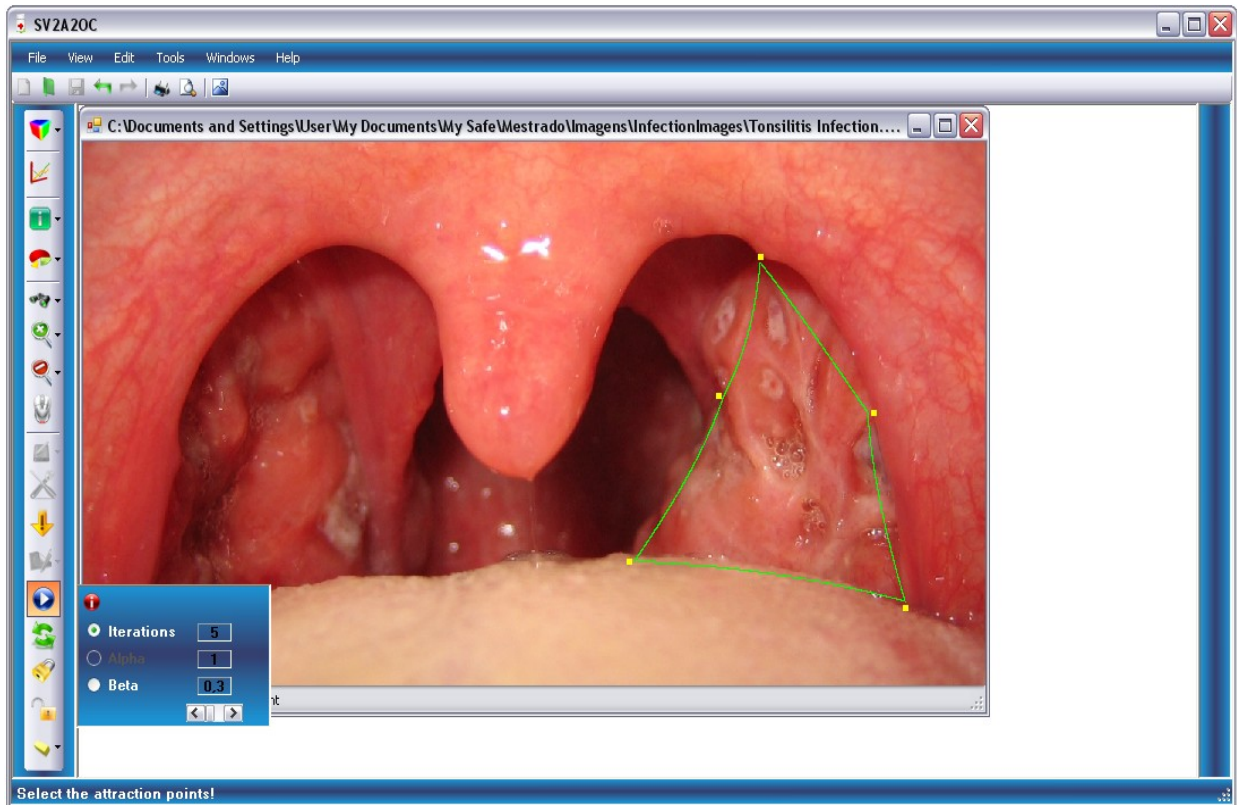 SV2A2OC
File View Edit Tools Windows Help
C:\Documents and Settings\User\My Documents\My Safe\Mestrado\Imagens\InfectionImages\Tonsilitis Infection....
Iterations 5
Alpha 1
Beta 0,3
Select the attraction points!